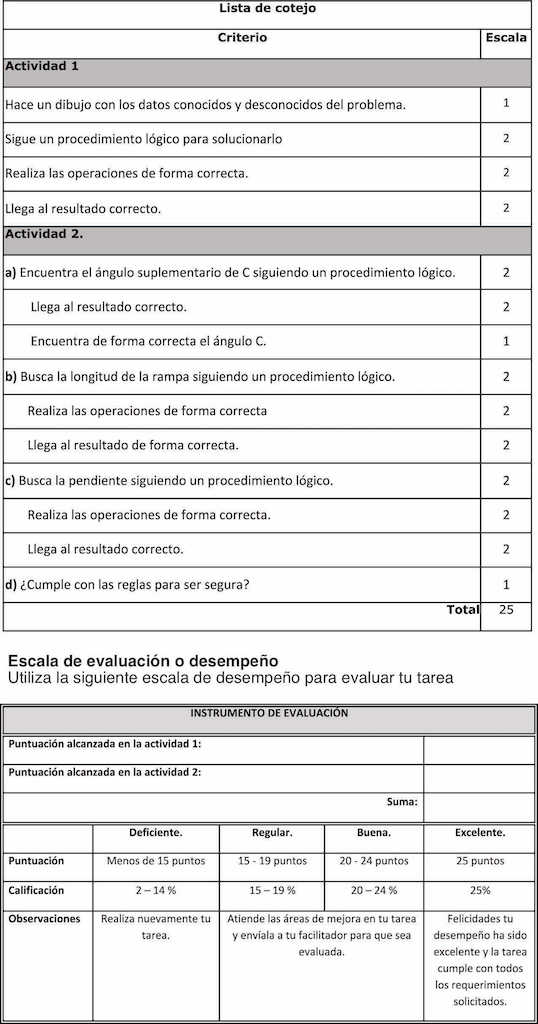 Lista de cotejo
Criterio Escala
Actividad 1
Hace un dibujo con los datos conocidos y desconocidos del problema. 1
Sigue un procedimiento lógico para solucionarlo 2
Realiza las operaciones de forma correcta. 2
Llega al resultado correcto. 2
Actividad 2.
a) Encuentra el ángulo suplementario de C siguiendo un procedimiento lógico. 2
Llega al resultado correcto. 2
Encuentra de forma correcta el ángulo C. 1
b) Busca la longitud de la rampa siguiendo un procedimiento lógico. 2
Realiza las operaciones de forma correcta 2
Llega al resultado de forma correcta. 2
c) Busca la pendiente siguiendo un procedimiento lógico. 2
Realiza las operaciones de forma correcta. 2
Llega al resultado correcto. 2
d) ¿Cumple con las reglas para ser segura? 1
Total 25
Escala de evaluación o desempeño
Utiliza la siguiente escala de desempeño para evaluar tu tarea
INSTRUMENTO DE EVALUACIÓN
Puntuación alcanzada en la actividad 1:
Puntuación alcanzada en la actividad 2:
Suma:
Deficiente. Regular. Buena. Excelente.
Puntuación Menos de 15 puntos 15 - 19 puntos 20 - 24 puntos 25 puntos
Calificación 2 – 14 % 15 – 19 % 20 – 24 % 25%
Observaciones Realiza nuevamente tu Atiende las áreas de mejora en tu tarea Felicidades tu
tarea. y envíala a tu facilitador para que sea desempeño ha sido
evaluada. excelente y la tarea
cumple con todos
los requerimientos
solicitados.